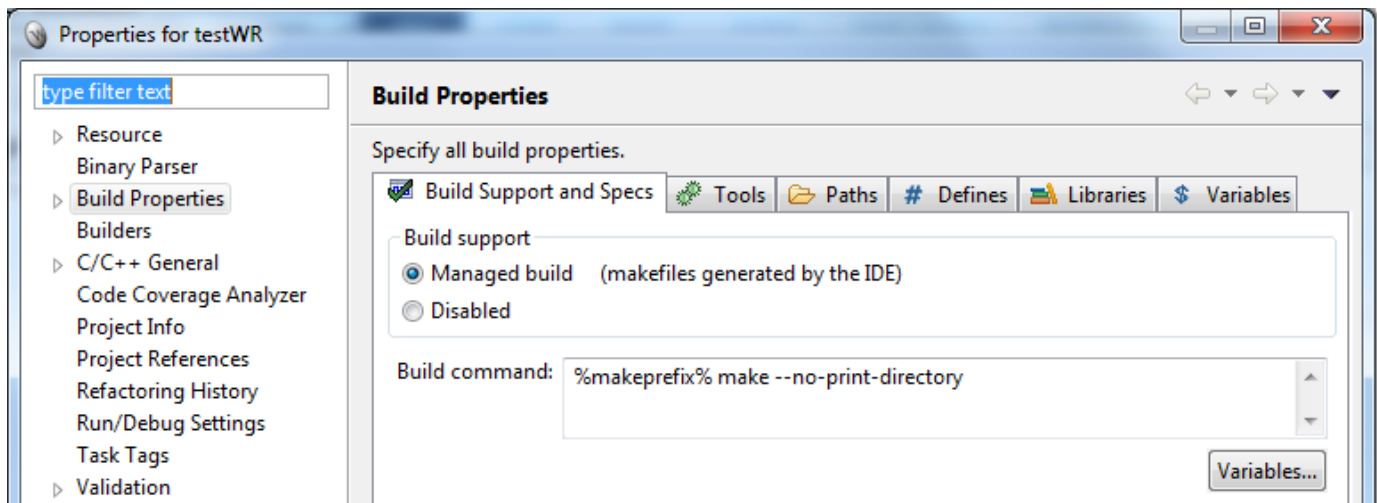 Properties for testWR
type filter text
Resource
Binary Parser
Build Properties
Builders
C/C++ General
Code Coverage Analyzer
Project Info
Project References
Refactoring History
Run/Debug Settings
Task Tags
Validation
Build Properties
Specify all build properties.
Build Support and Specs Tools Paths # Defines Libraries $ Variables
Build support
Managed build (makefiles generated by the IDE)
Disabled
Build command: %makeprefix% make --no-print-directory
Variables...